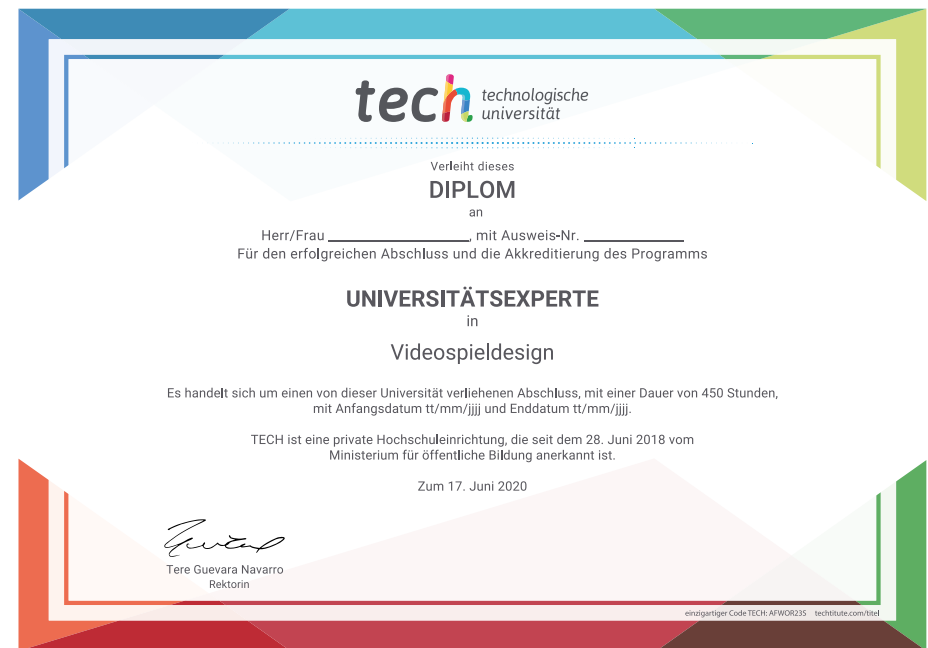 tech technologische
universität
Verleiht dieses
DIPLOM
an
Herr/Frau ____________________, mit Ausweis-Nr. ______________
Für den erfolgreichen Abschluss und die Akkreditierung des Programms
UNIVERSITÄTSEXPERTE
in
Videospieldesign
Es handelt sich um einen von dieser Universität verliehenen Abschluss, mit einer Dauer von 450 Stunden,
mit Anfangsdatum tt/mm/jjjj und Enddatum tt/mm/jjjj.
TECH ist eine private Hochschuleinrichtung, die seit dem 28. Juni 2018 vom
Ministerium für öffentliche Bildung anerkannt ist.
Zum 17. Juni 2020
Tere Guevara Navarro
Rektorin
einzigartiger Code TECH: AFWOR23S techtitute.com/titel